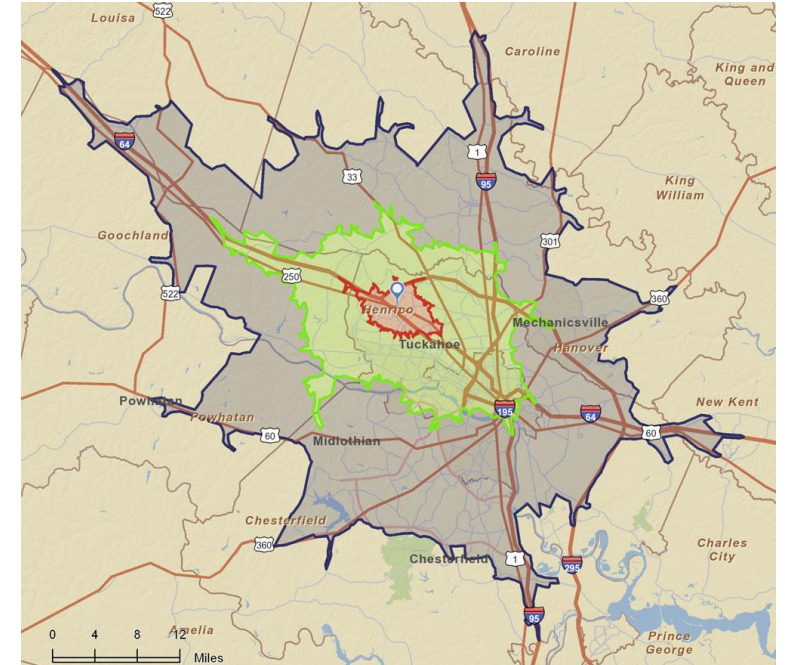 Louisa
522
Caroline
King and
Queen
64
1
33
95
King
William
Goochland
301
250
522
360
Henrico
Mechanicsville
Tuckahoe
Hanover
Powhatan
Powhatan
195
64
New Kent
60
60
Midlothian
Chesterfield
360
Chesterfield
1
295
Charles
City
95
Amelia
Prince
George
0 4 8 12
Miles